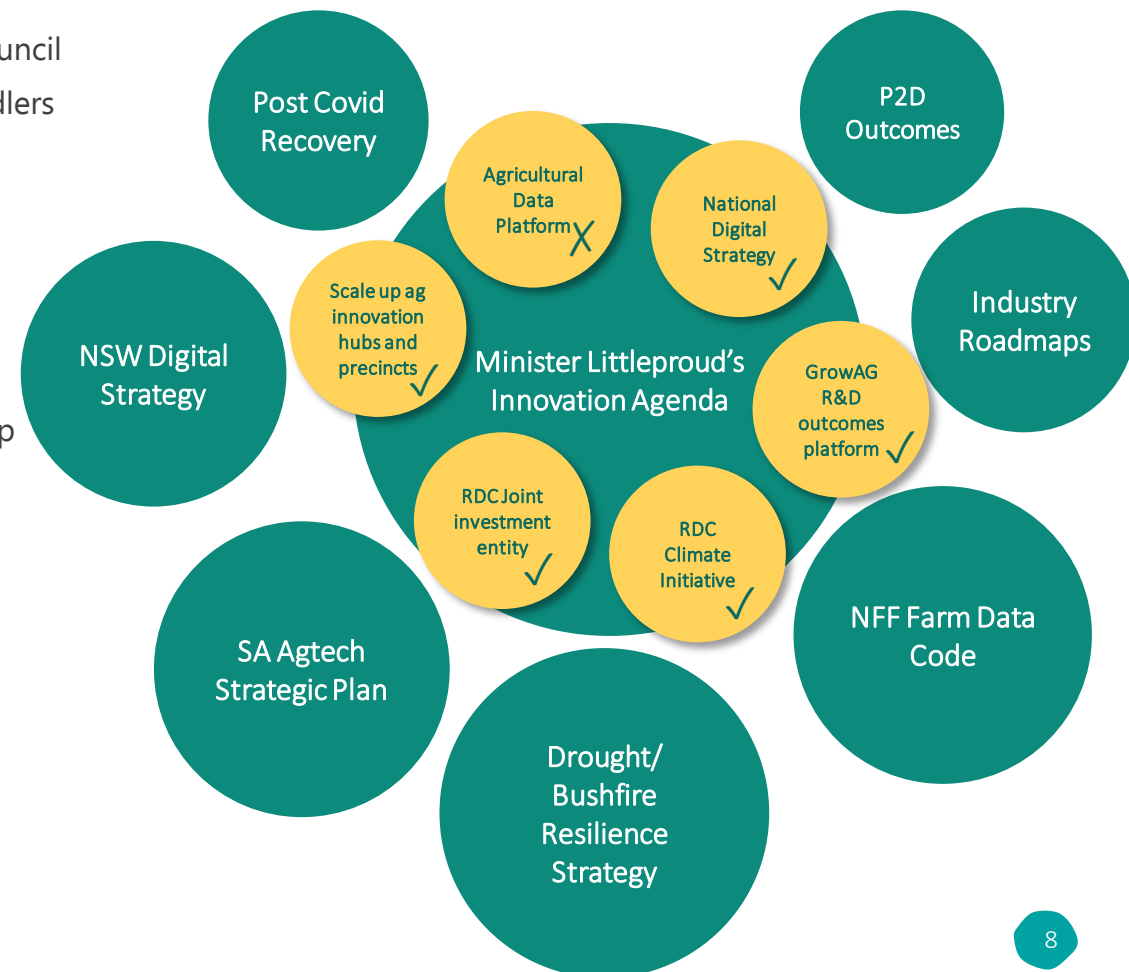 Post Covid
Recovery
P2D
Outcomes
Agricultural
Data
Platform
National
Digital
Strategy
Scale up ag
innovation
hubs and
precincts
Industry
Roadmaps
NSW Digital
Strategy
Minister Littleproud's
Innovation Agenda
GrowAG
R&D
outcomes
platform
RDC Joint
investment
entity
RDC
Climate
Initiative
NFF Farm Data
Code
SA Agtech
Strategic Plan
Drought/
Bushfire
Resilience
Strategy
8